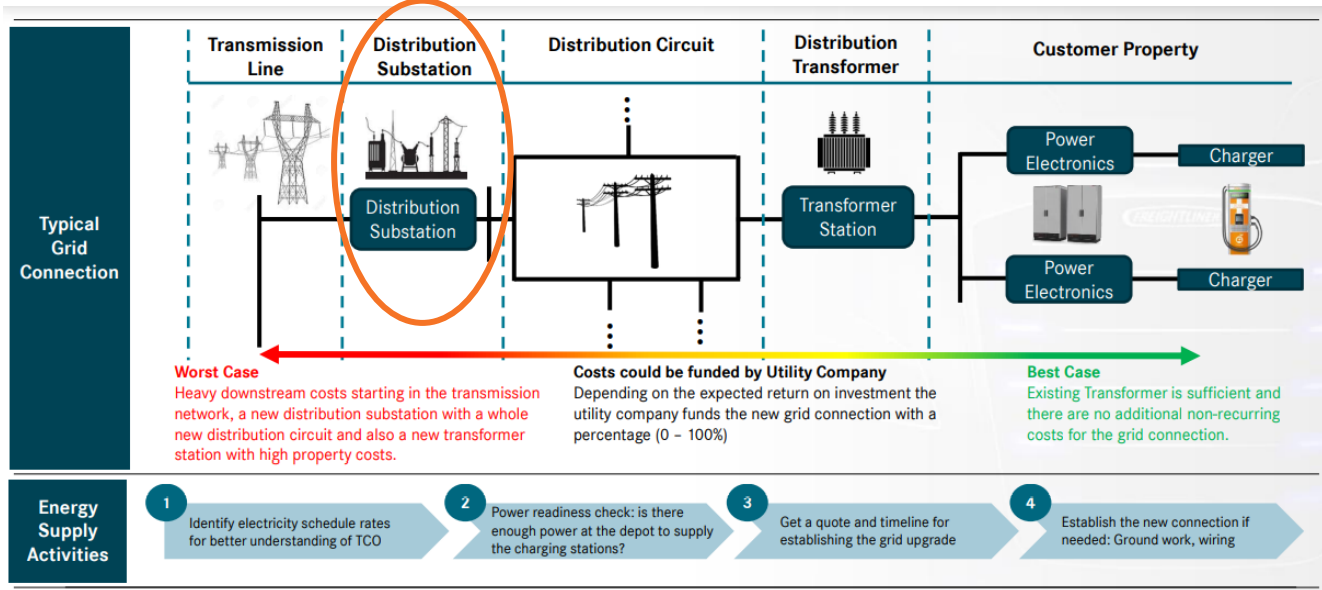 Transmission
Line
Distribution
Substation
Distribution Circuit
Distribution
Transformer
Customer Property
Typical
Grid
Connection
Distribution
Substation
Transformer
Station
Power
Electronics
Charger
FREIGHTLINER
Power
Electronics
Charger
Worst Case
Heavy downstream costs starting in the transmission
network, a new distribution substation with a whole
new distribution circuit and also a new transformer
station with high property costs.
Costs could be funded by Utility Company
Depending on the expected return on investment the
utility company funds the new grid connection with a
percentage (0 – 100%)
Best Case
Existing Transformer is sufficient and
there are no additional non-recurring
costs for the grid connection.
Energy
Supply
Activities
1
Identify electricity schedule rates
for better understanding of TCO
2
Power readiness check: is there
enough power at the depot to supply
the charging stations?
3
Get a quote and timeline for
establishing the grid upgrade
4
Establish the new connection if
needed: Ground work, wiring